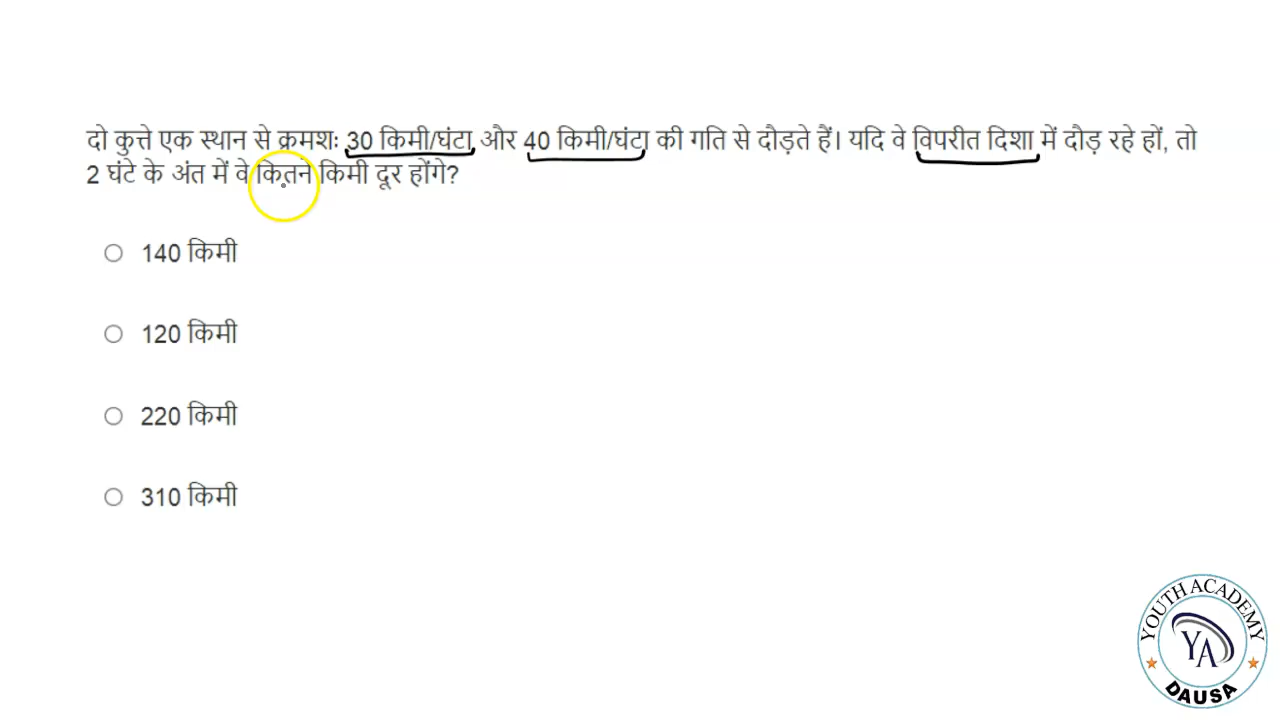 दो कुत्ते एक स्थान से क्रमशः 30 किमी/घंटा और 40 किमी/घंटा की गति से दौड़ते हैं। यदि वे विपरीत दिशा में दौड़ रहे हों, तो
2 घंटे के अंत में वे कितने किमी दूर होंगे?
140 किमी
120 किमी
220 किमी
310 किमी
YOUTH ACADEMY
YA
DAUSA